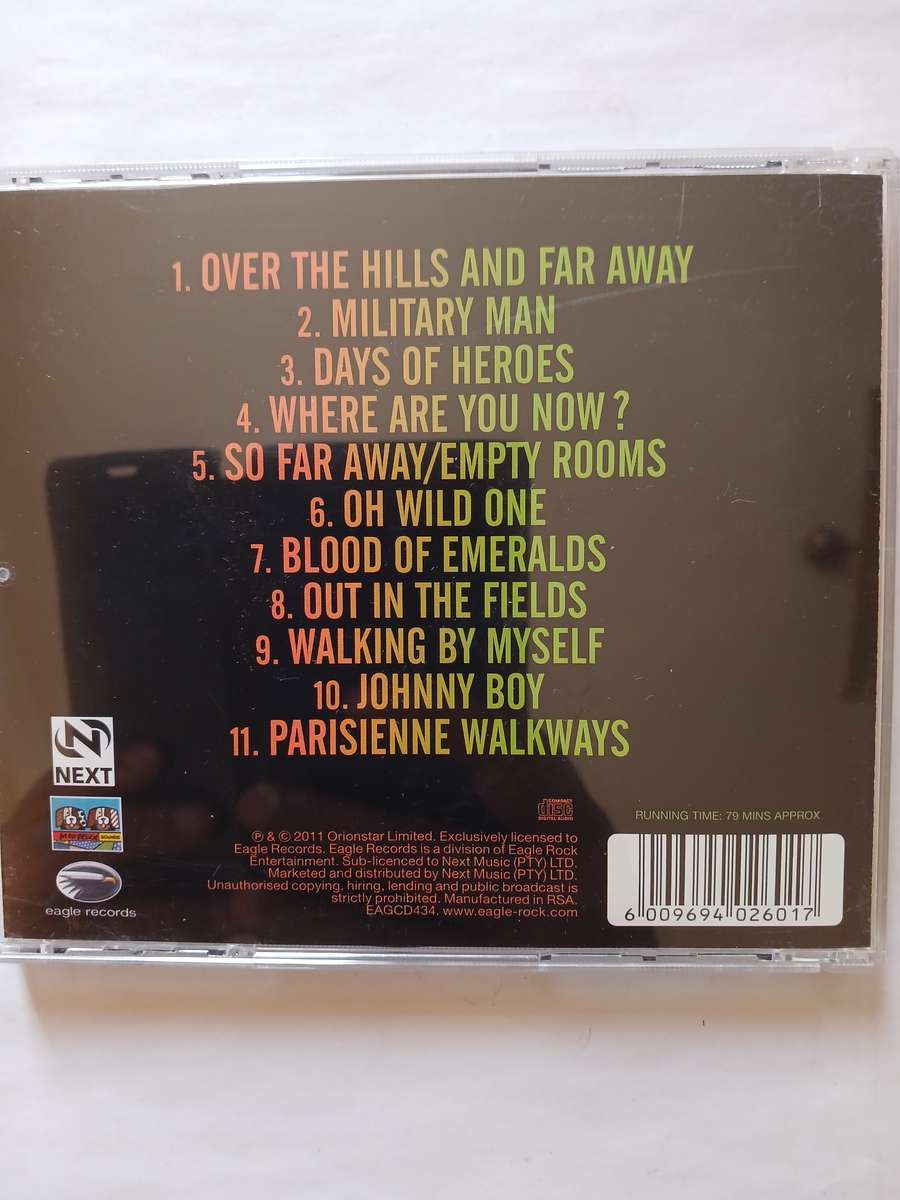 1. OVER THE HILLS AND FAR AWAY
2. MILITARY MAN
3. DAYS OF HEROES
4. WHERE ARE YOU NOW?
5. SO FAR AWAY/EMPTY ROOMS
6. OH WILD ONE
7. BLOOD OF EMERALDS
8. OUT IN THE FIELDS
9. WALKING BY MYSELF
10. JOHNNY BOY
11. PARISIENNE WALKWAYS
N
NEXT
SOUNDS
eagle records
COMPACT
disc
DIGITAL AUDIO
RUNNING TIME: 79 MINS APPROX
℗ & © 2011 Orionstar Limited. Exclusively licensed to
Eagle Records. Eagle Records is a division of Eagle Rock
Entertainment. Sub-licenced to Next Music (PTY) LTD.
Marketed and distributed by Next Music (PTY) LTD.
Unauthorised copying, hiring, lending and public broadcast is
strictly prohibited. Manufactured in RSA.
EAGCD434. www.eagle-rock.com
6 009694 026017